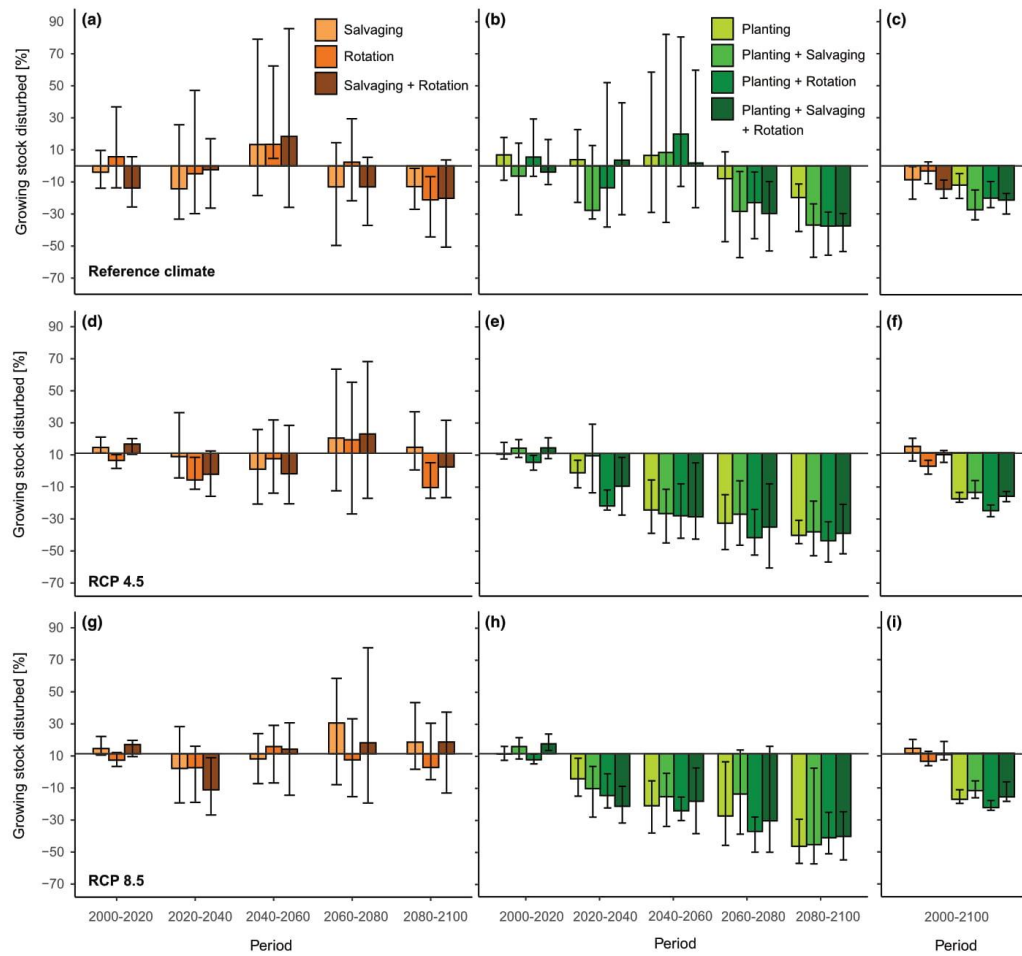 (a)
Salvaging
Rotation
Salvaging + Rotation
(b)
Planting
Planting + Salvaging
Planting + Rotation
Planting + Salvaging
+ Rotation
(c)
Growing stock disturbed [%]
90
70
50
30
10
−10
−30
−50
−70
Reference climate
(d)
(e)
(f)
Growing stock disturbed [%]
90
70
50
30
10
−10
−30
−50
−70
RCP 4.5
(g)
(h)
(i)
Growing stock disturbed [%]
90
70
50
30
10
−10
−30
−50
−70
RCP 8.5
2000-2020 2020-2040 2040-2060 2060-2080 2080-2100
2000-2020 2020-2040 2040-2060 2060-2080 2080-2100
2000-2100
Period
Period
Period